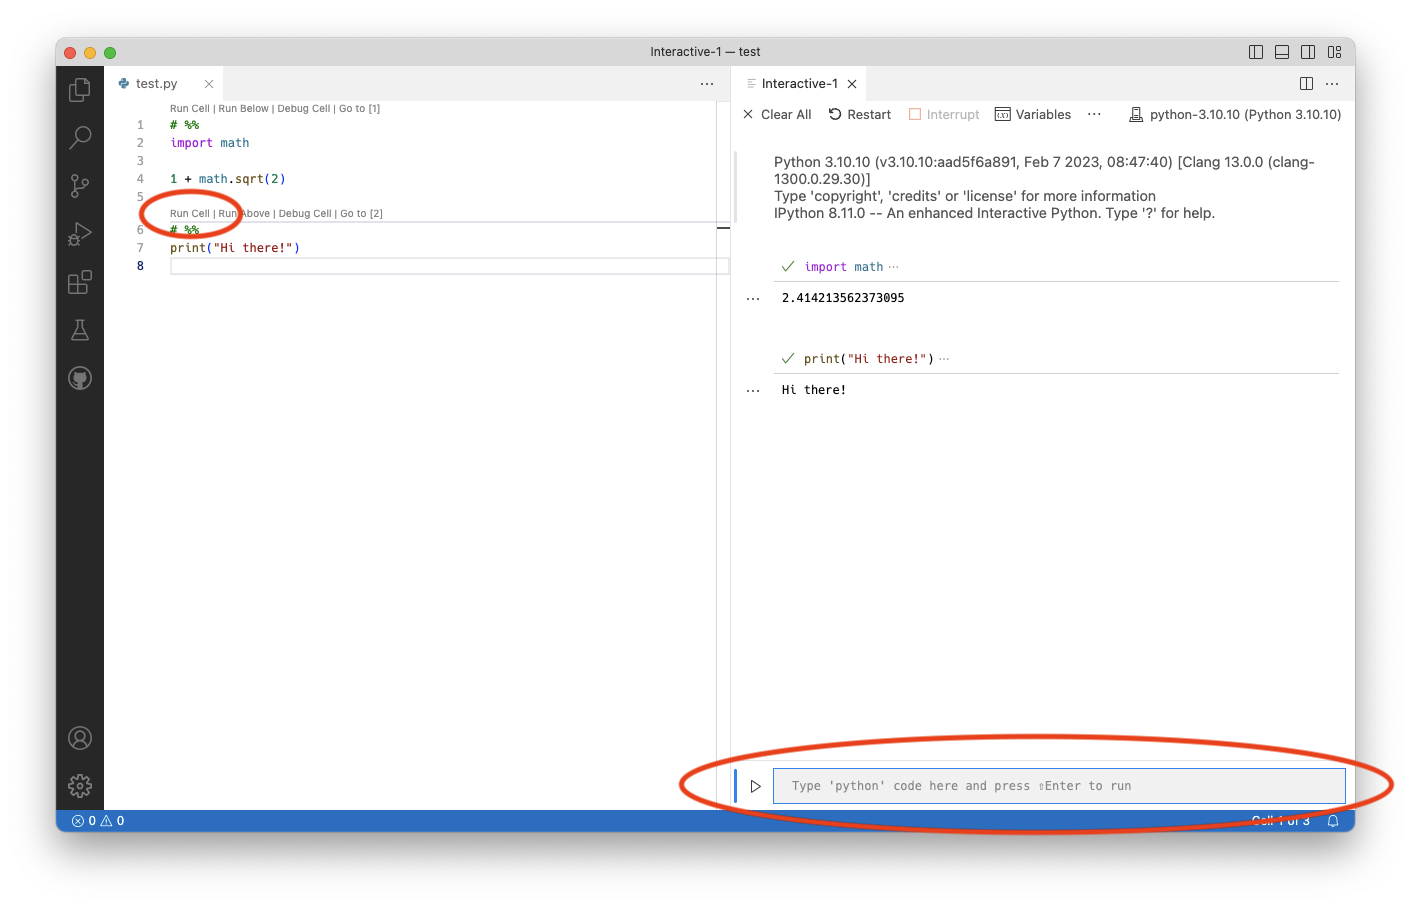 Interactive-1 — test
test.py
Run Cell | Run Below | Debug Cell | Go to [1]
1 # %%
2 import math
3
4 1 + math.sqrt(2)
5
Run Cell | Run Above | Debug Cell | Go to [2]
6 # %%
7 print("Hi there!")
8
Interactive-1
Clear All Restart Interrupt Variables ··· python-3.10.10 (Python 3.10.10)
Python 3.10.10 (v3.10.10:aad5f6a891, Feb 7 2023, 08:47:40) [Clang 13.0.0 (clang-
1300.0.29.30)]
Type 'copyright', 'credits' or 'license' for more information
IPython 8.11.0 -- An enhanced Interactive Python. Type '?' for help.
import math ···
2.414213562373095
print("Hi there!") ···
Hi there!
Type 'python' code here and press ⇧Enter to run
0 0
Cell 1 of 3